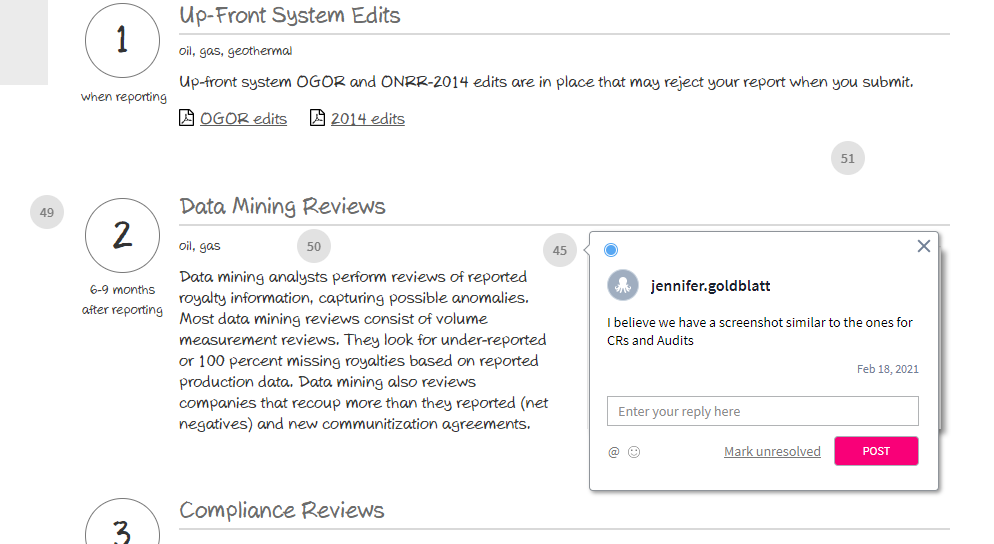 1
when reporting
Up-Front System Edits
oil, gas, geothermal
Up-front system OGOR and ONRR-2014 edits are in place that may reject your report when you submit.
OGOR edits 2014 edits
51
49
2
6-9 months
after reporting
Data Mining Reviews
oil, gas
50
45
Data mining analysts perform reviews of reported
royalty information, capturing possible anomalies.
Most data mining reviews consist of volume
measurement reviews. They look for under-reported
or 100 percent missing royalties based on reported
production data. Data mining also reviews
companies that recoup more than they reported (net
negatives) and new communitization agreements.
jennifer.goldblatt
I believe we have a screenshot similar to the ones for
CRs and Audits
Feb 18, 2021
Enter your reply here
@ Mark unresolved POST
3
Compliance Reviews